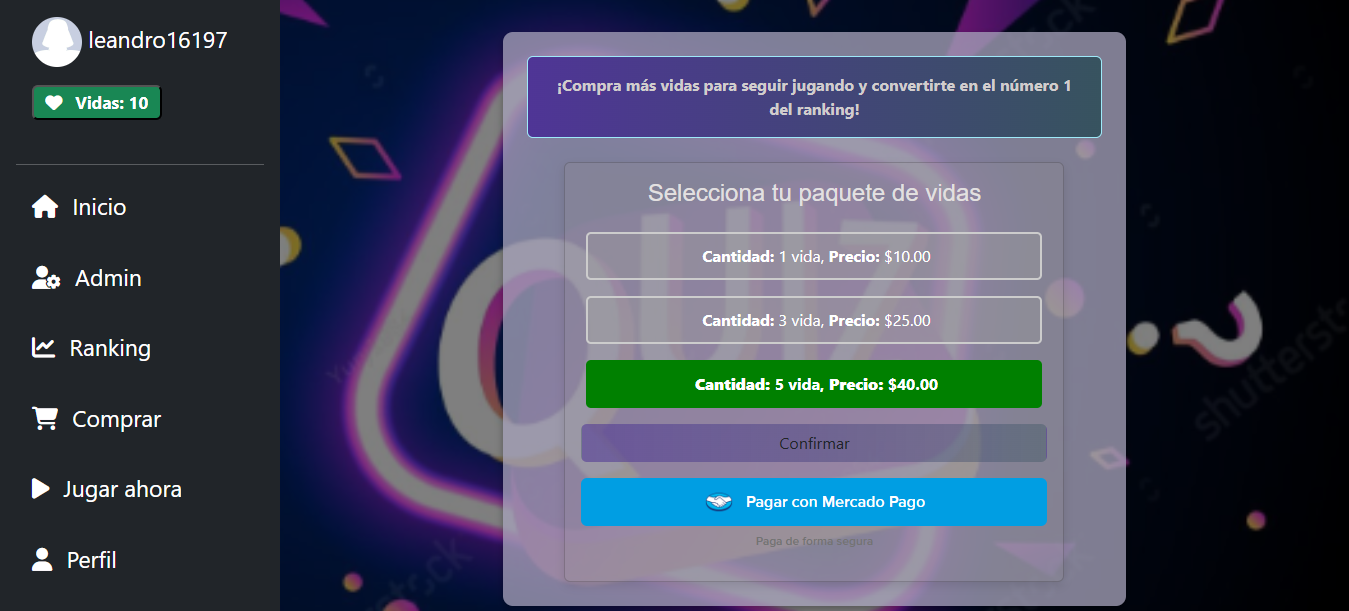 leandro16197
Vidas: 10
Inicio
Admin
Ranking
Comprar
Jugar ahora
Perfil
¡Compra más vidas para seguir jugando y convertirte en el número 1
del ranking!
Selecciona tu paquete de vidas
Cantidad: 1 vida, Precio: $10.00
Cantidad: 3 vida, Precio: $25.00
Cantidad: 5 vida, Precio: $40.00
Confirmar
Pagar con Mercado Pago
Paga de forma segura
QUIZ
shutterstock